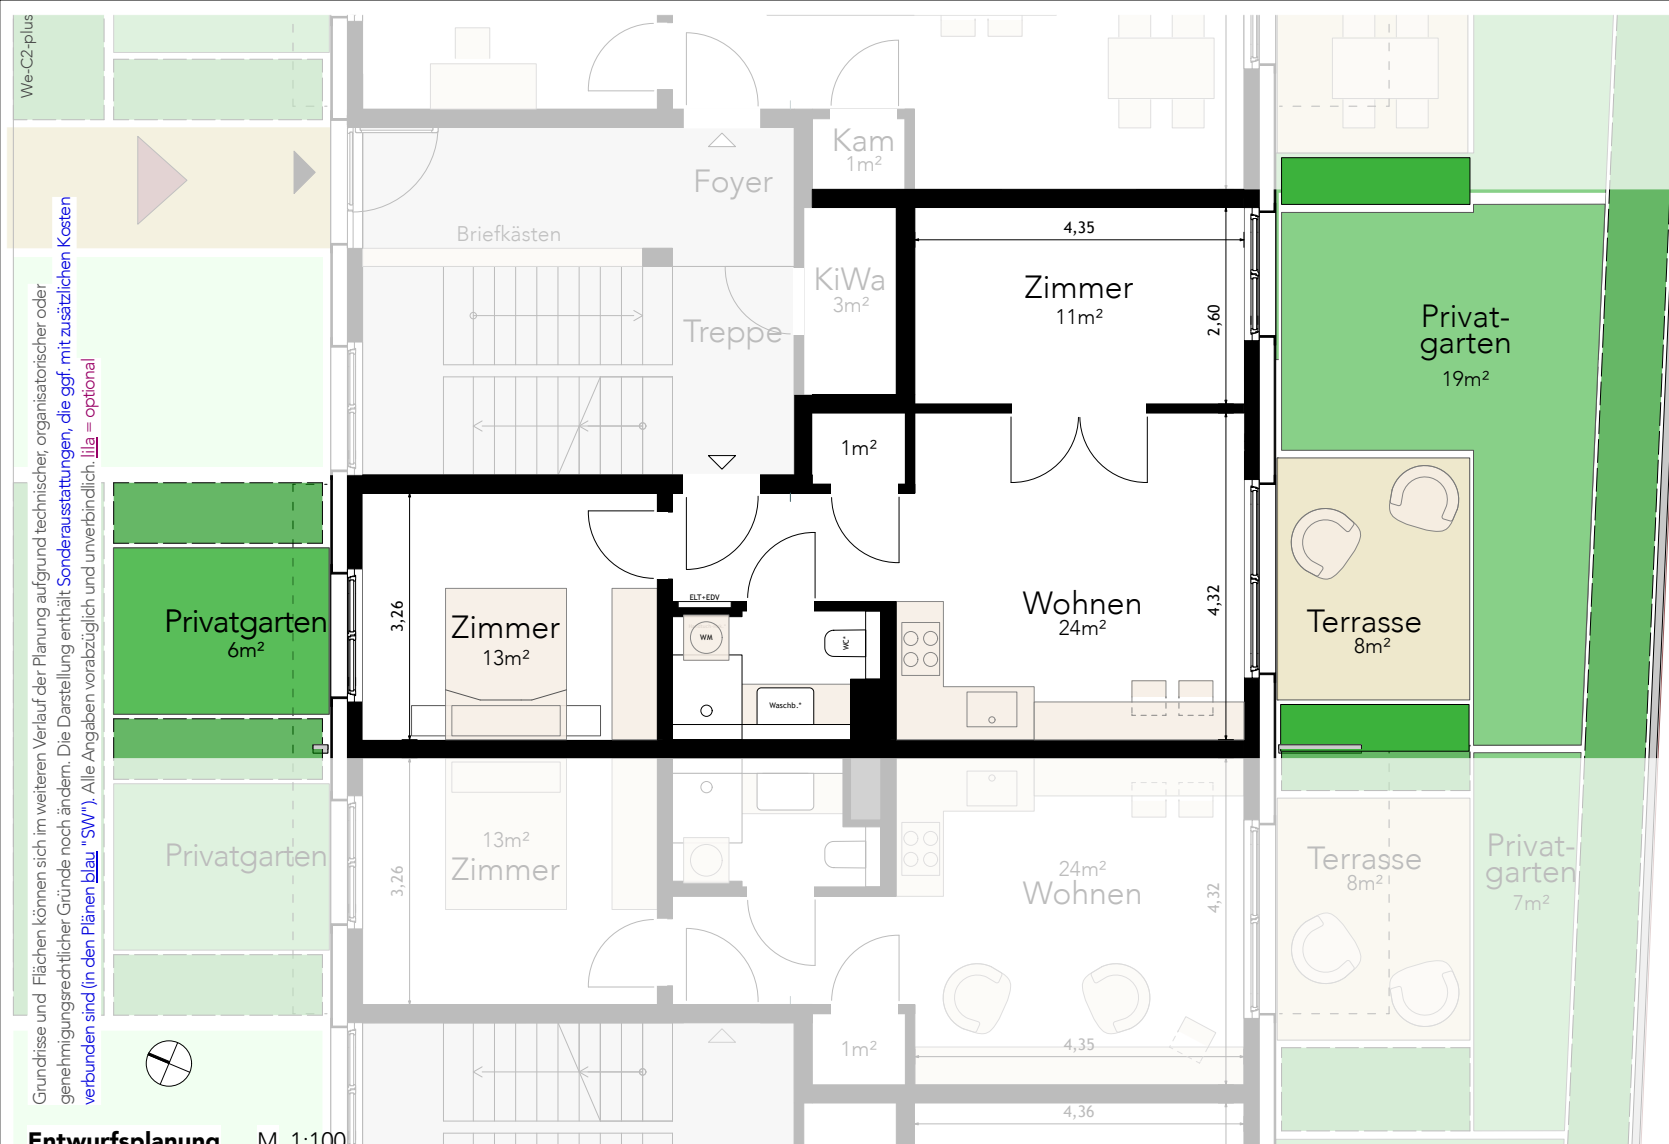 We-C2-plus
Kam
1m²
Foyer
Briefkästen
KiWa
3m²
Treppe
4,35
Zimmer
11m²
2,60
Privat-
garten
19m²
1m²
Privatgarten
6m²
3,26
Zimmer
13m²
ELT+EDV
WM
WC*
Waschb.*
Wohnen
24m²
4,32
Terrasse
8m²
Privatgarten
3,26
13m²
Zimmer
24m²
Wohnen
4,32
Terrasse
8m²
Privat-
garten
7m²
1m²
4,35
4,36
Grundrisse und Flächen können sich im weiteren Verlauf der Planung aufgrund technischer, organisatorischer oder
genehmigungsrechtlicher Gründe noch ändern. Die Darstellung enthält Sonderausstattungen, die ggf. mit zusätzlichen Kosten
verbunden sind (in den Plänen blau "SW"). Alle Angaben vorabzüglich und unverbindlich. lila = optional
Entwurfsplanung M 1:100